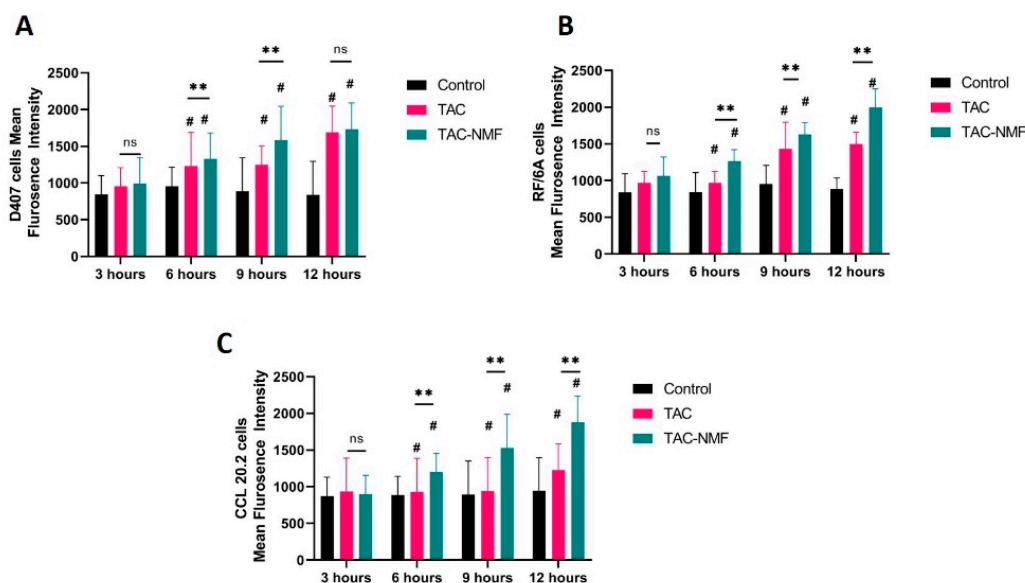 A
D407 cells Mean
Flurosence Intensity
2500
2000
1500
1000
500
0
ns
**
# #
**
# #
ns
# #
3 hours 6 hours 9 hours 12 hours
Control
TAC
TAC-NMF
B
RF/6A cells
Mean Flurosence Intensity
2500
2000
1500
1000
500
0
ns
**
# #
**
# #
**
# #
3 hours 6 hours 9 hours 12 hours
Control
TAC
TAC-NMF
C
CCL 20.2 cells
Mean Flurosence Intensity
2500
2000
1500
1000
500
0
ns
**
# #
**
# #
**
# #
3 hours 6 hours 9 hours 12 hours
Control
TAC
TAC-NMF